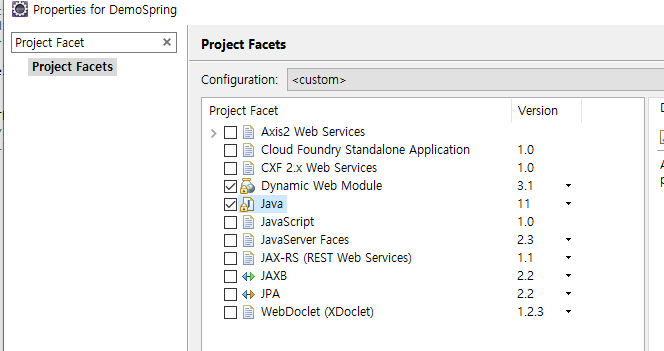 Properties for DemoSpring
Project Facet
Project Facets
Project Facets
Configuration: <custom>
Project Facet Version
Axis2 Web Services
Cloud Foundry Standalone Application 1.0
CXF 2.x Web Services 1.0
Dynamic Web Module 3.1
Java 11
JavaScript 1.0
JavaServer Faces 2.3
JAX-RS (REST Web Services) 1.1
JAXB 2.2
JPA 2.2
WebDoclet (XDoclet) 1.2.3